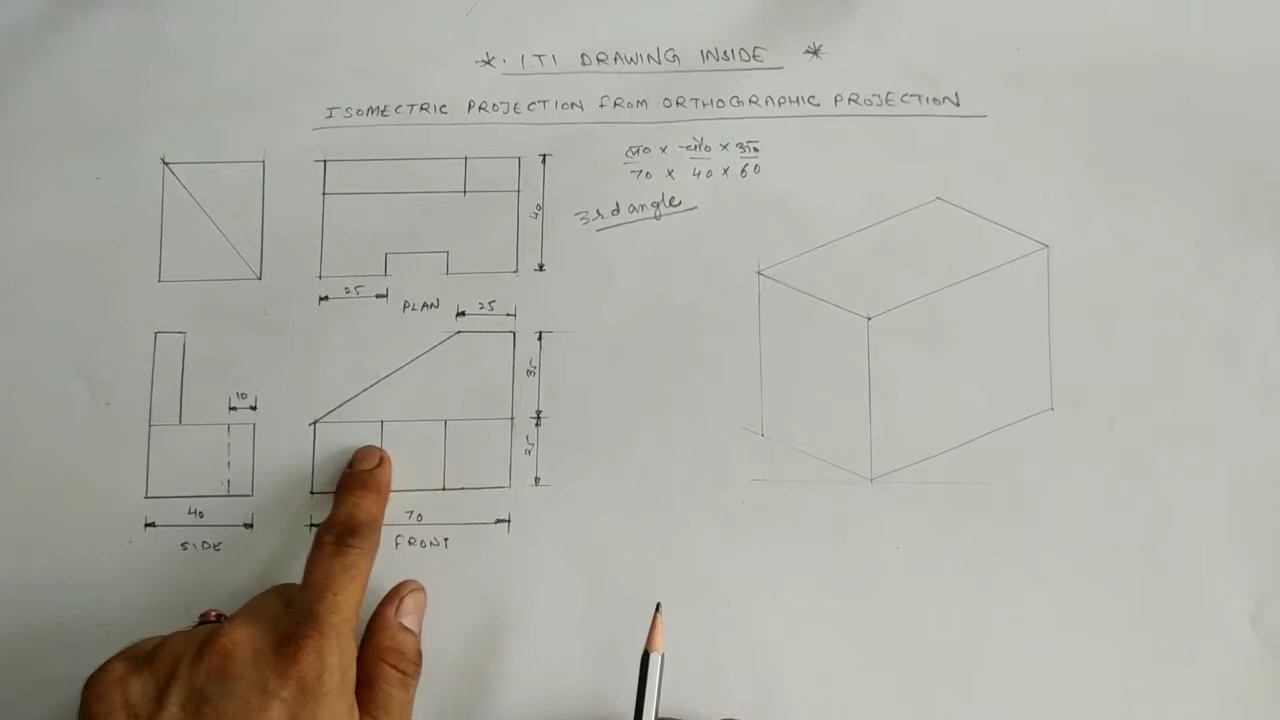 *. ITI DRAWING INSIDE *
ISOMECTRIC PROJECTION FROM ORTHOGRAPHIC PROJECTION
70 x 40 x 60
3rd angle
40
25
PLAN
25
35
10
40
70
SIDE
FRONT